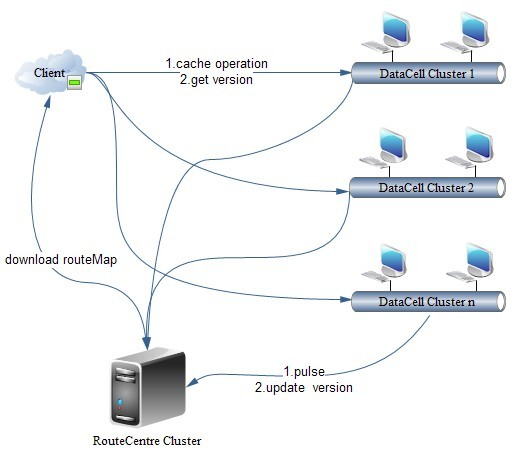 Client
1.cache operation
2.get version
DataCell Cluster 1
DataCell Cluster 2
download routeMap
DataCell Cluster n
1.pulse
2.update version
RouteCentre Cluster